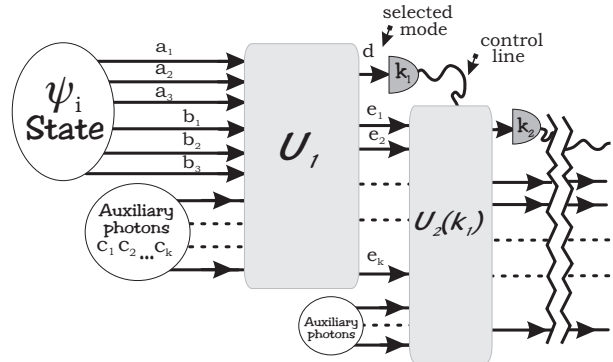 selected
mode
control
line
ψi
State
a1
a2
a3
b1
b2
b3
d
k1
e1
e2
ek
U1
U2(k1)
k2
Auxiliary
photons
c1 c2 ... ck
Auxiliary
photons